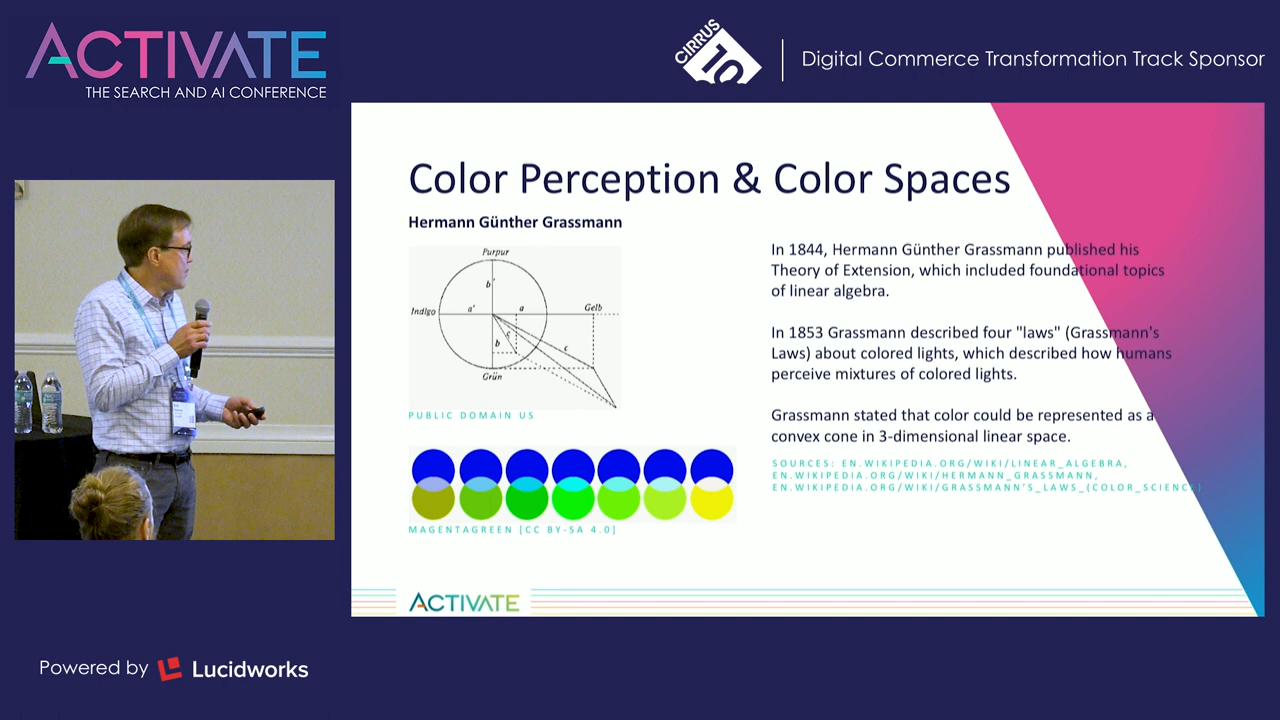 ACTIVATE
THE SEARCH AND AI CONFERENCE
CIRRUS
10
Digital Commerce Transformation Track Sponsor
Color Perception & Color Spaces
Hermann Günther Grassmann
Purpur
b'
Indigo
a'
a
Gelb
c'
b
c
Grün
PUBLIC DOMAIN US
MAGENTAGREEN [CC BY-SA 4.0]
In 1844, Hermann Günther Grassmann published his
Theory of Extension, which included foundational topics
of linear algebra.
In 1853 Grassmann described four "laws" (Grassmann's
Laws) about colored lights, which described how humans
perceive mixtures of colored lights.
Grassmann stated that color could be represented as a
convex cone in 3-dimensional linear space.
SOURCES: EN.WIKIPEDIA.ORG/WIKI/LINEAR_ALGEBRA,
EN.WIKIPEDIA.ORG/WIKI/HERMANN_GRASSMANN,
EN.WIKIPEDIA.ORG/WIKI/GRASSMANN'S_LAWS_(COLOR_SCIENCE)
ACTIVATE
Powered by Lucidworks